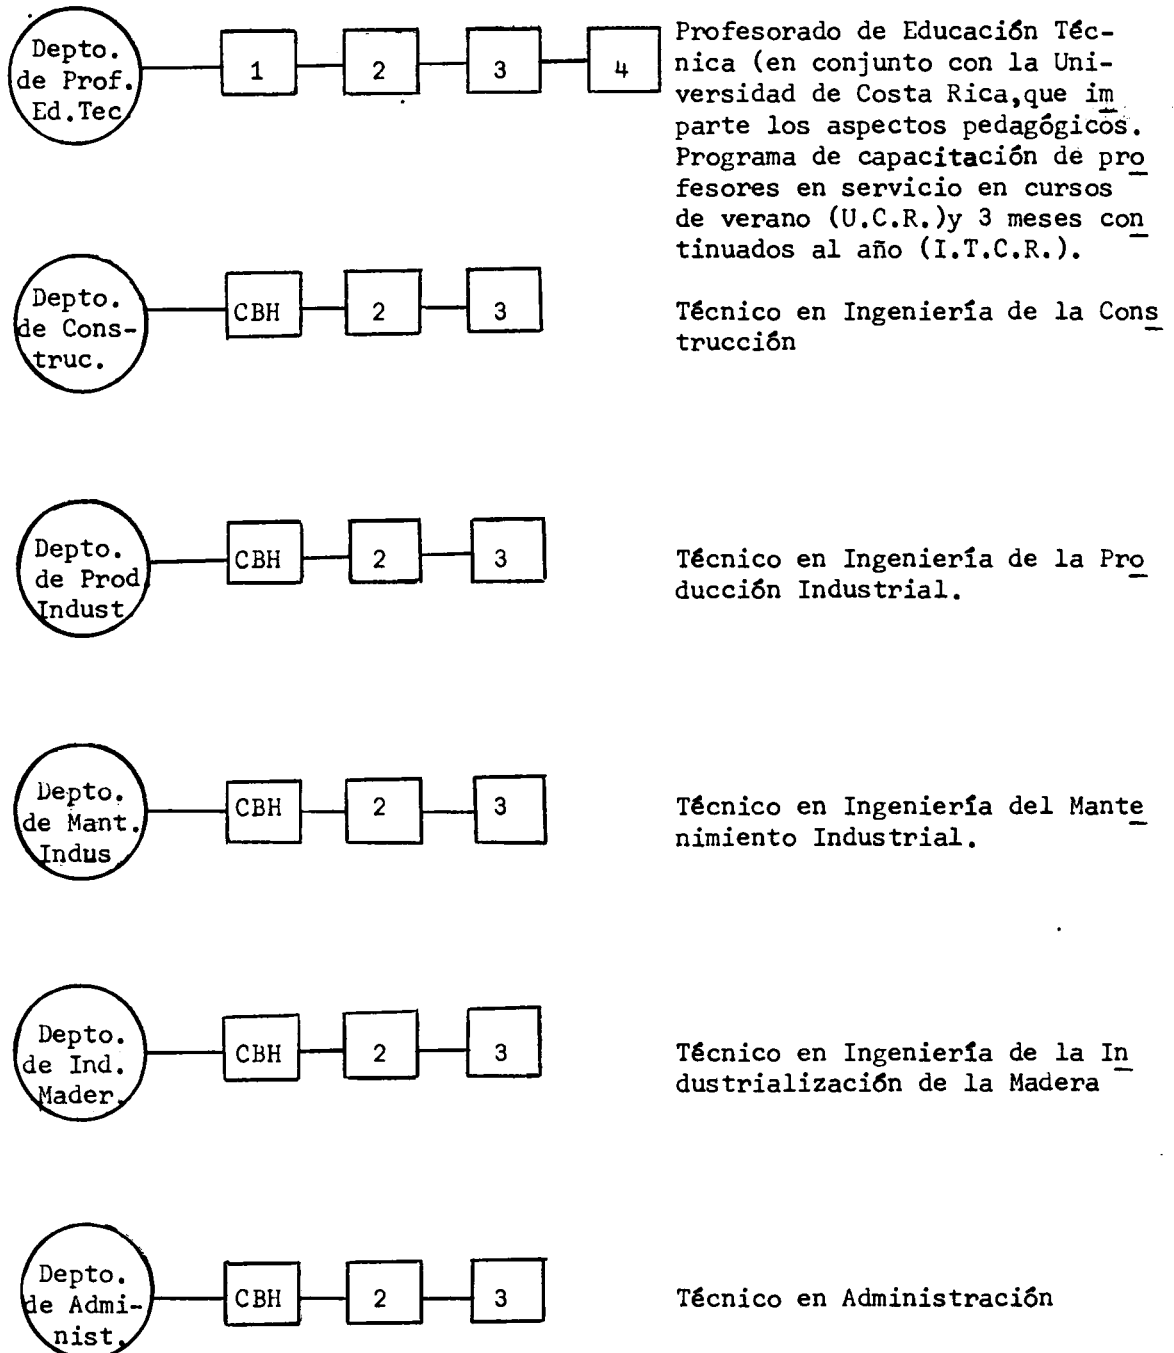 Depto.
de Prof.
Ed.Tec
1 2 3 4
Profesorado de Educación Téc-
nica (en conjunto con la Uni-
versidad de Costa Rica,que im
parte los aspectos pedagógicos.
Programa de capacitación de pro
fesores en servicio en cursos
de verano (U.C.R.)y 3 meses con
tinuados al año (I.T.C.R.).
Depto.
de Cons-
truc.
CBH 2 3
Técnico en Ingeniería de la Cons
trucción
Depto.
de Prod
Indust
CBH 2 3
Técnico en Ingeniería de la Pro
ducción Industrial.
Depto.
de Mant.
Indus
CBH 2 3
Técnico en Ingeniería del Mante
nimiento Industrial.
Depto.
de Ind.
Mader.
CBH 2 3
Técnico en Ingeniería de la In
dustrialización de la Madera
Depto.
de Admi-
nist.
CBH 2 3
Técnico en Administración